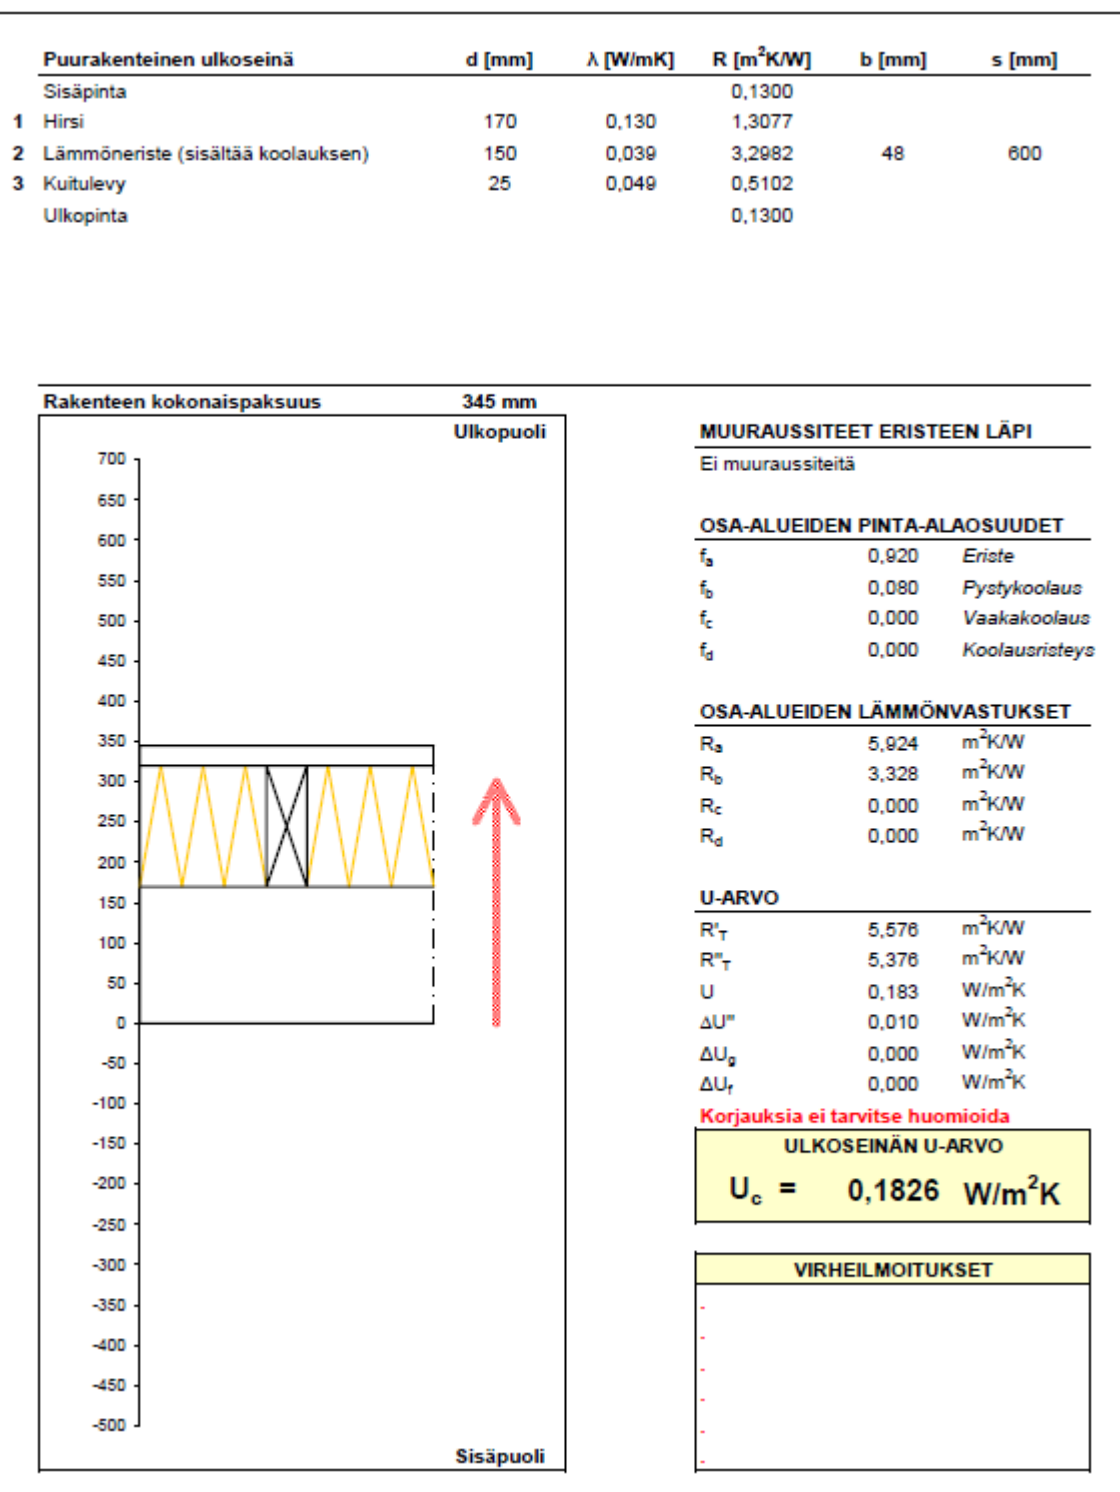 Puurakenteinen ulkoseinä d [mm] λ [W/mK] R [m²K/W] b [mm] s [mm]
Sisäpinta 0,1300
1 Hirsi 170 0,130 1,3077
2 Lämmöneriste (sisältää koolauksen) 150 0,039 3,2982 48 600
3 Kuitulevy 25 0,049 0,5102
Ulkopinta 0,1300
Rakenteen kokonaispaksuus 345 mm
Ulkopuoli
700
650
600
550
500
450
400
350
300
250
200
150
100
50
0
-50
-100
-150
-200
-250
-300
-350
-400
-450
-500
Sisäpuoli
MUURAUSSITEET ERISTEEN LÄPI
Ei muuraussiteitä
OSA-ALUEIDEN PINTA-ALAOSUUDET
fa 0,920 Eriste
fb 0,080 Pystykoolaus
fc 0,000 Vaakakoolaus
fd 0,000 Koolausristeys
OSA-ALUEIDEN LÄMMÖNVASTUKSET
Ra 5,924 m²K/W
Rb 3,328 m²K/W
Rc 0,000 m²K/W
Rd 0,000 m²K/W
U-ARVO
R'T 5,576 m²K/W
R"T 5,376 m²K/W
U 0,183 W/m²K
ΔU" 0,010 W/m²K
ΔUg 0,000 W/m²K
ΔUf 0,000 W/m²K
Korjauksia ei tarvitse huomioida
ULKOSEINÄN U-ARVO
Uc = 0,1826 W/m²K
VIRHEILMOITUKSET
-
-
-
-
-
-